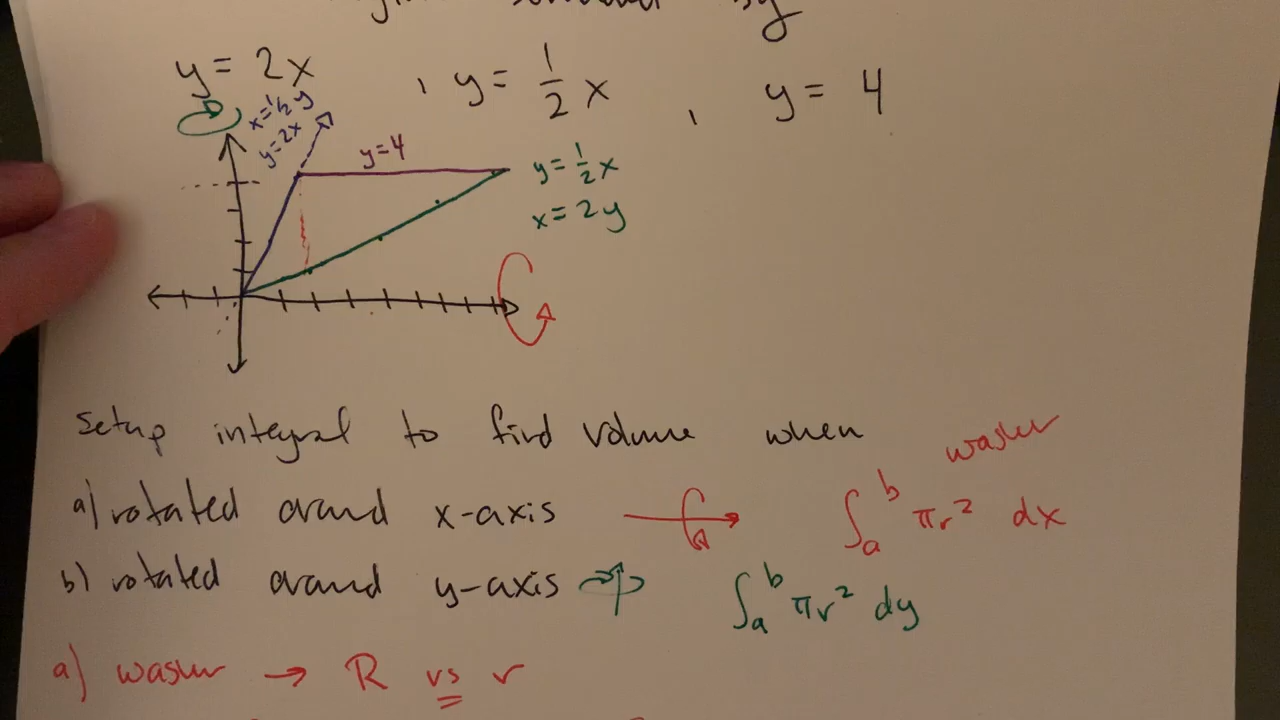 by
y = 2x , y = 1/2 x , y = 4
x = 1/2 y
y = 2x
y = 4
y = 1/2 x
x = 2y
Setup integral to find volume when
washer
a) rotated around x-axis ∫_a^b πr² dx
b) rotated around y-axis ∫_a^b πr² dy
a) washer → R vs r